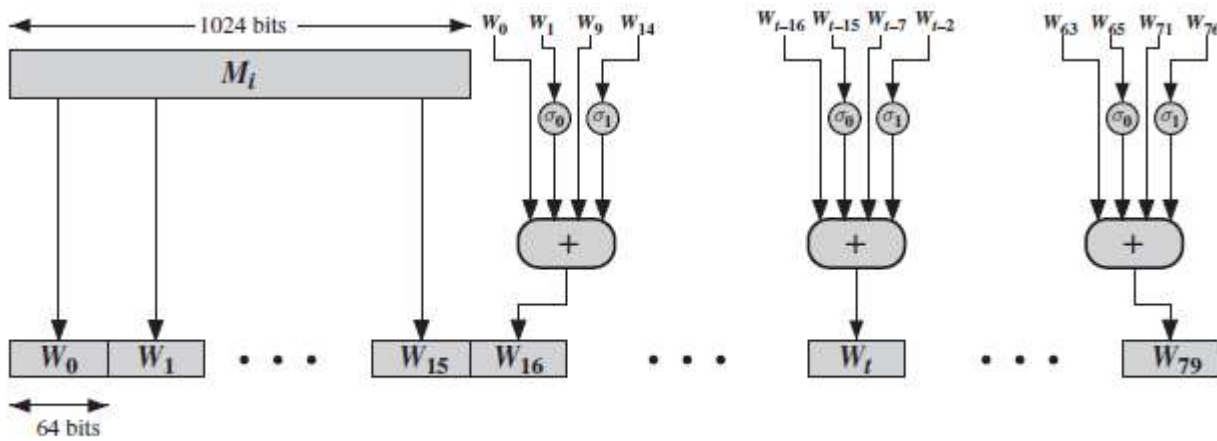 1024 bits
W0 W1 W9 W14
Wt–16 Wt–15 Wt–7 Wt–2
W63 W65 W71 W76
Mi
σ0 σ1
σ0 σ1
σ0 σ1
+
+
+
W0 W1 • • • W15 W16 • • • Wt • • • W79
64 bits